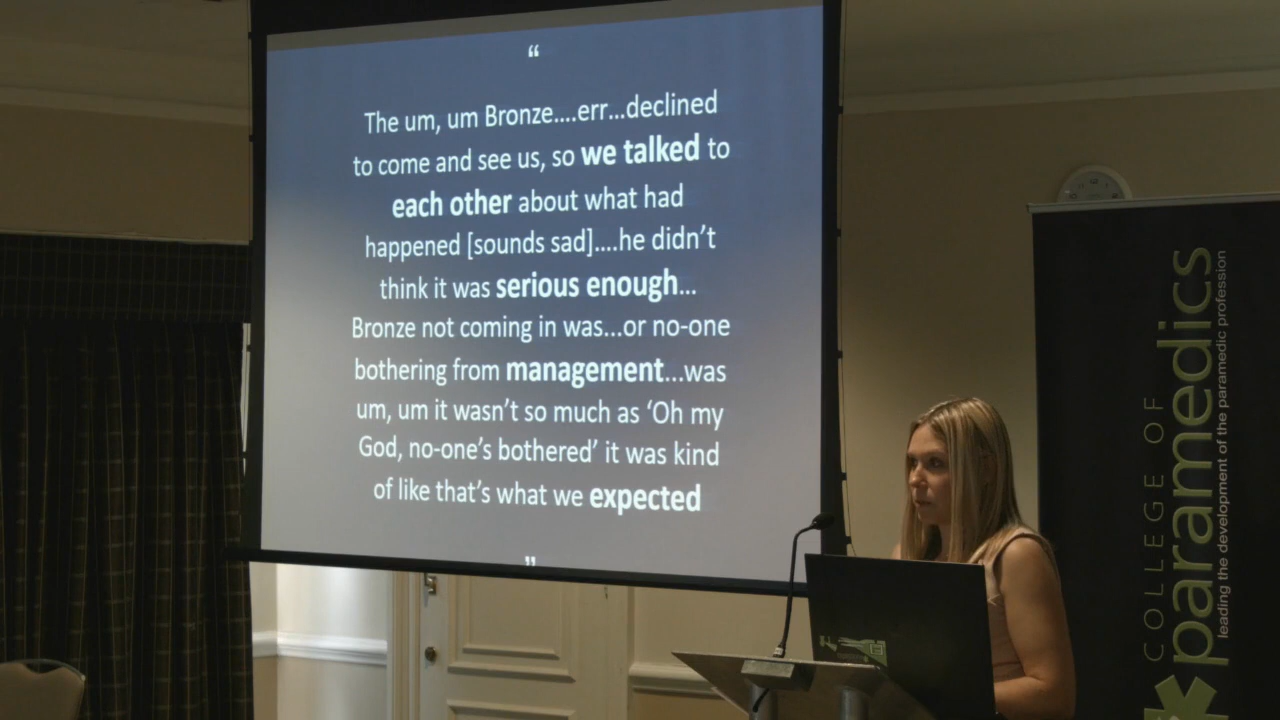 “
The um, um Bronze....err...declined
to come and see us, so we talked to
each other about what had
happened [sounds sad]....he didn’t
think it was serious enough...
Bronze not coming in was...or no-one
bothering from management...was
um, um it wasn’t so much as ‘Oh my
God, no-one’s bothered’ it was kind
of like that’s what we expected
”
COLLEGE OF
paramedics
leading the development of the paramedic profession